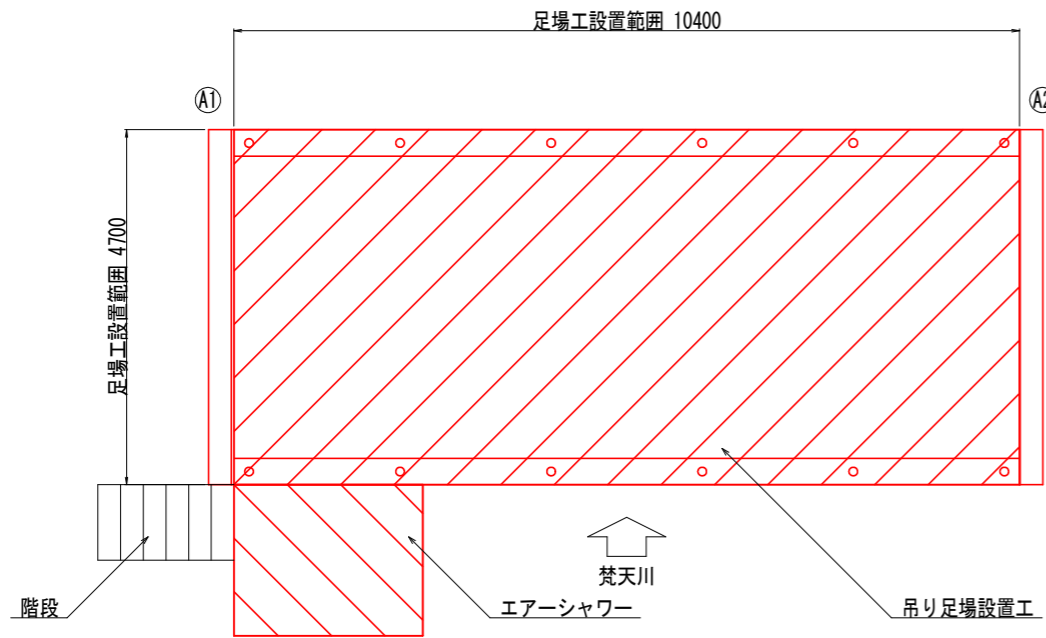 足場工設置範囲 10400
A1
足場工設置範囲 4700
梵天川
階段
エアーシャワー
吊り足場設置工